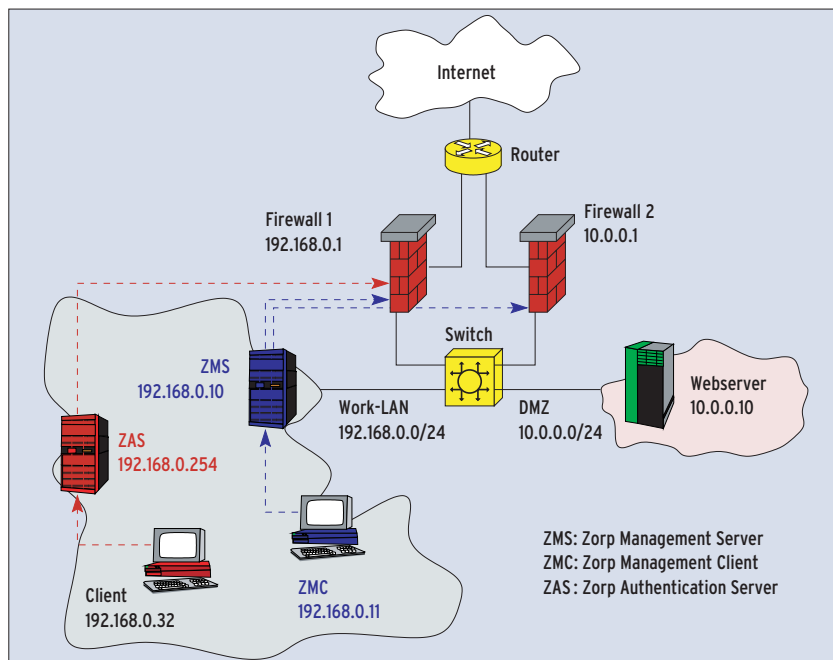 Internet
Router
Firewall 1
192.168.0.1
Firewall 2
10.0.0.1
Switch
ZMS
192.168.0.10
Work-LAN
192.168.0.0/24
DMZ
10.0.0.0/24
Webserver
10.0.0.10
ZAS
192.168.0.254
Client
192.168.0.32
ZMC
192.168.0.11
ZMS: Zorp Management Server
ZMC: Zorp Management Client
ZAS: Zorp Authentication Server